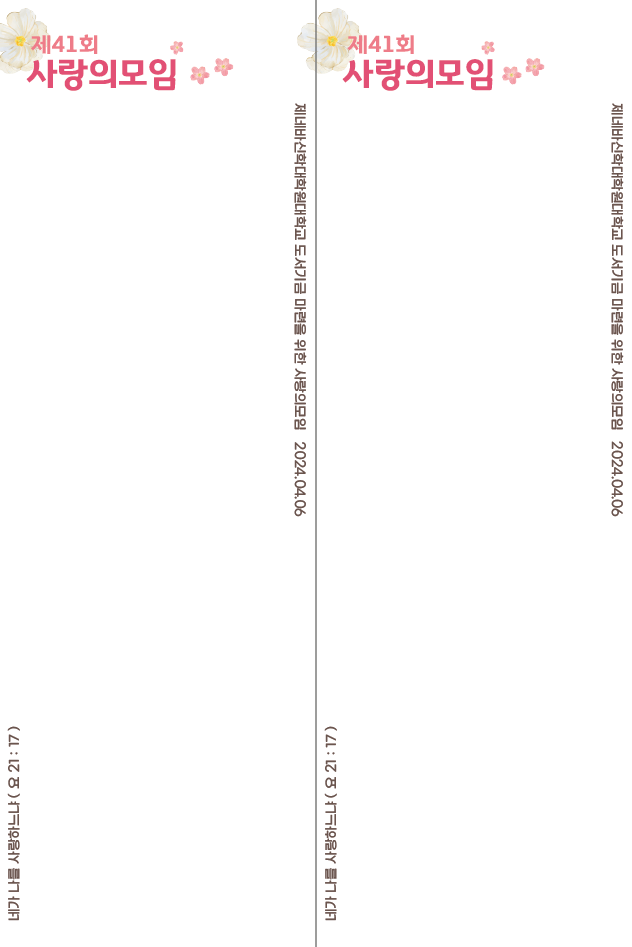 제41회
사랑의모임
제네바신학대학원대학교 도서기금 마련을 위한 사랑의모임 2024.04.06
네가 나를 사랑하느냐 ( 요 21 : 17 )
제41회
사랑의모임
제네바신학대학원대학교 도서기금 마련을 위한 사랑의모임 2024.04.06
네가 나를 사랑하느냐 ( 요 21 : 17 )